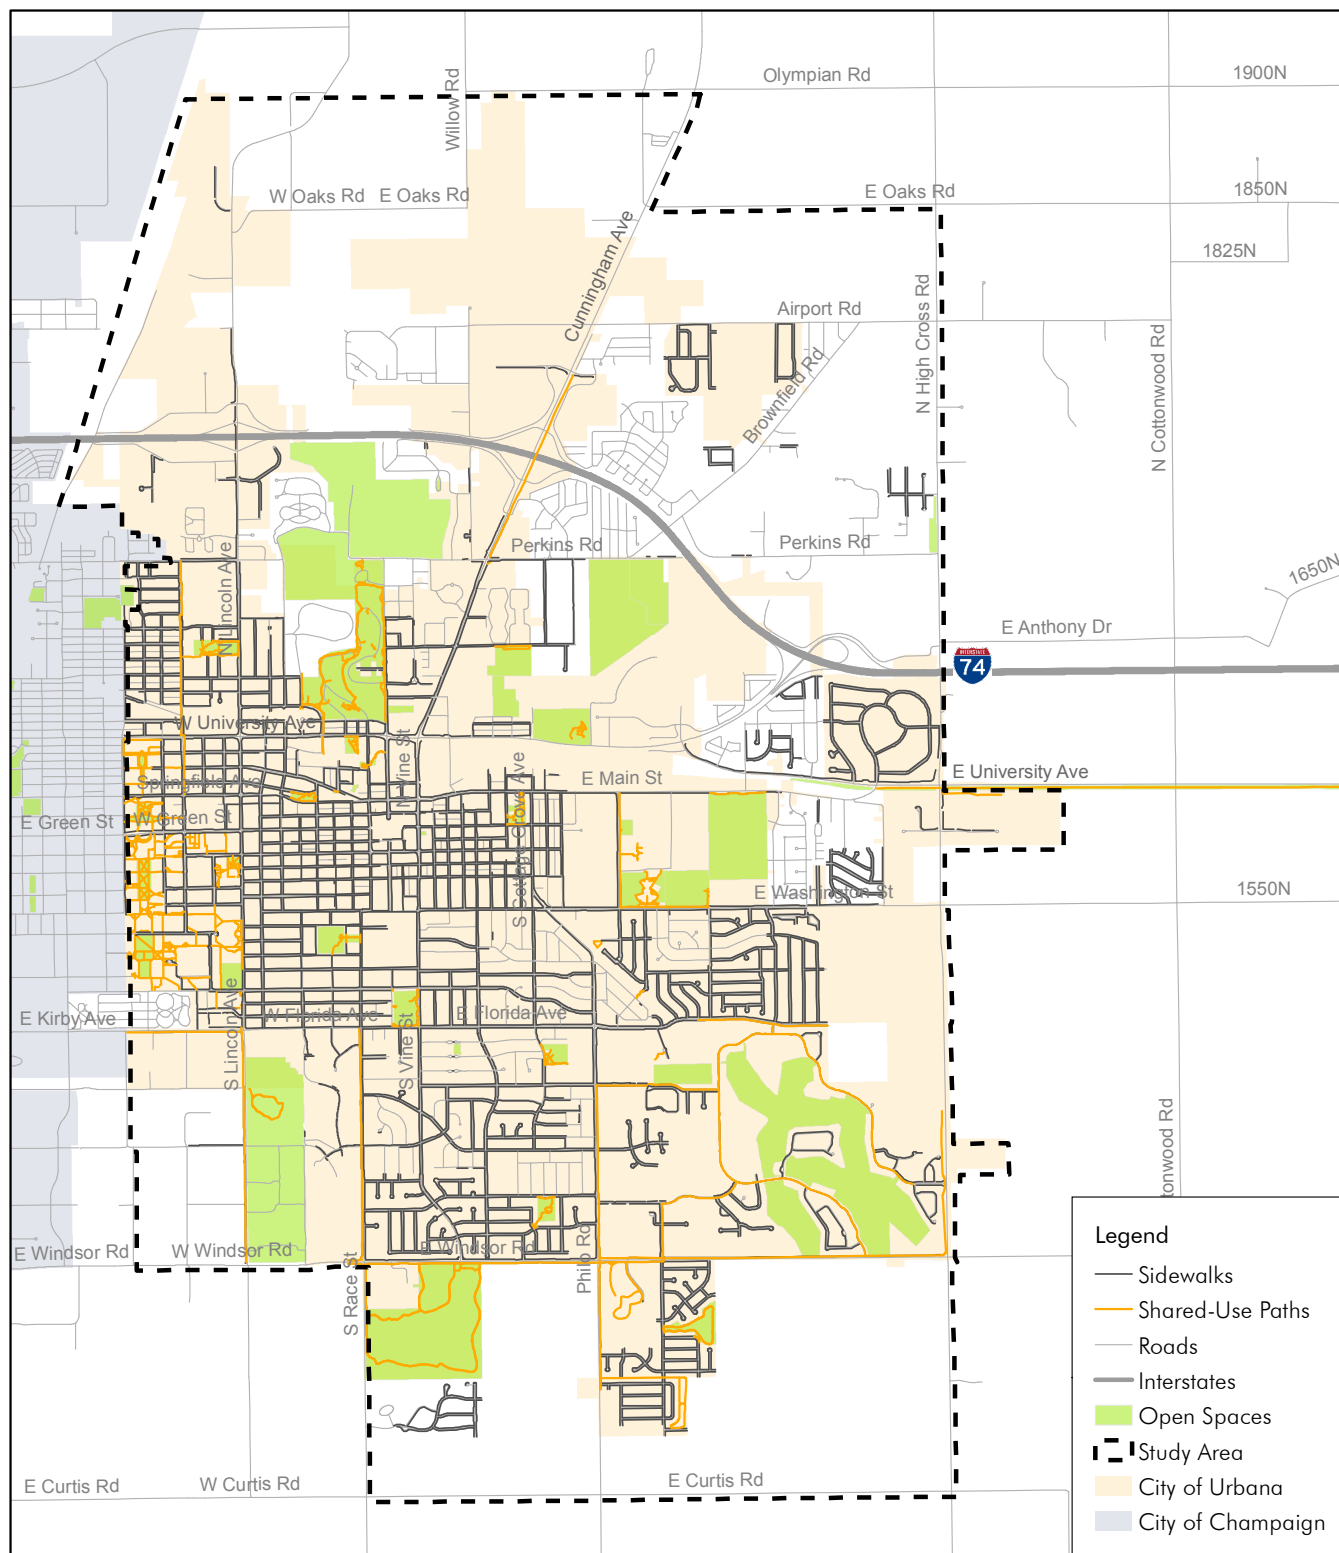 Olympian Rd
1900N
Willow Rd
W Oaks Rd
E Oaks Rd
E Oaks Rd
1850N
1825N
Cunningham Ave
N High Cross Rd
Airport Rd
N Cottonwood Rd
Brownfield Rd
Perkins Rd
Perkins Rd
N Lincoln Ave
1650N
E Anthony Dr
INTERSTATE
74
W University Ave
N Vine St
E Main St
E University Ave
Springfield Ave
S Cottage Grove Ave
E Green St
W Green St
E Washington St
1550N
E Kirby Ave
W Florida Ave
E Florida Ave
S Lincoln Ave
S Vine St
tonwood Rd
E Windsor Rd
W Windsor Rd
E Windsor Rd
S Race St
Philo Rd
E Curtis Rd
W Curtis Rd
E Curtis Rd
Legend
Sidewalks
Shared-Use Paths
Roads
Interstates
Open Spaces
Study Area
City of Urbana
City of Champaign